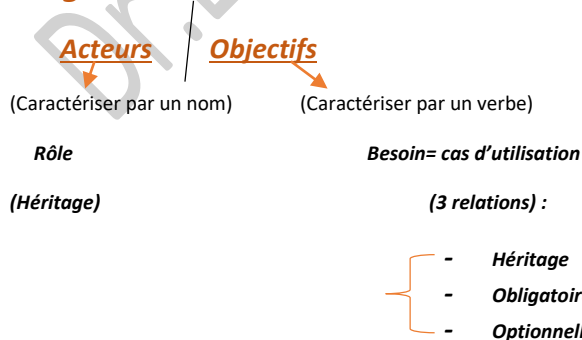 Acteurs Objectifs
(Caractériser par un nom) (Caractériser par un verbe)
Rôle Besoin= cas d’utilisation
(Héritage) (3 relations) :
- Héritage
- Obligatoir
- Optionnell